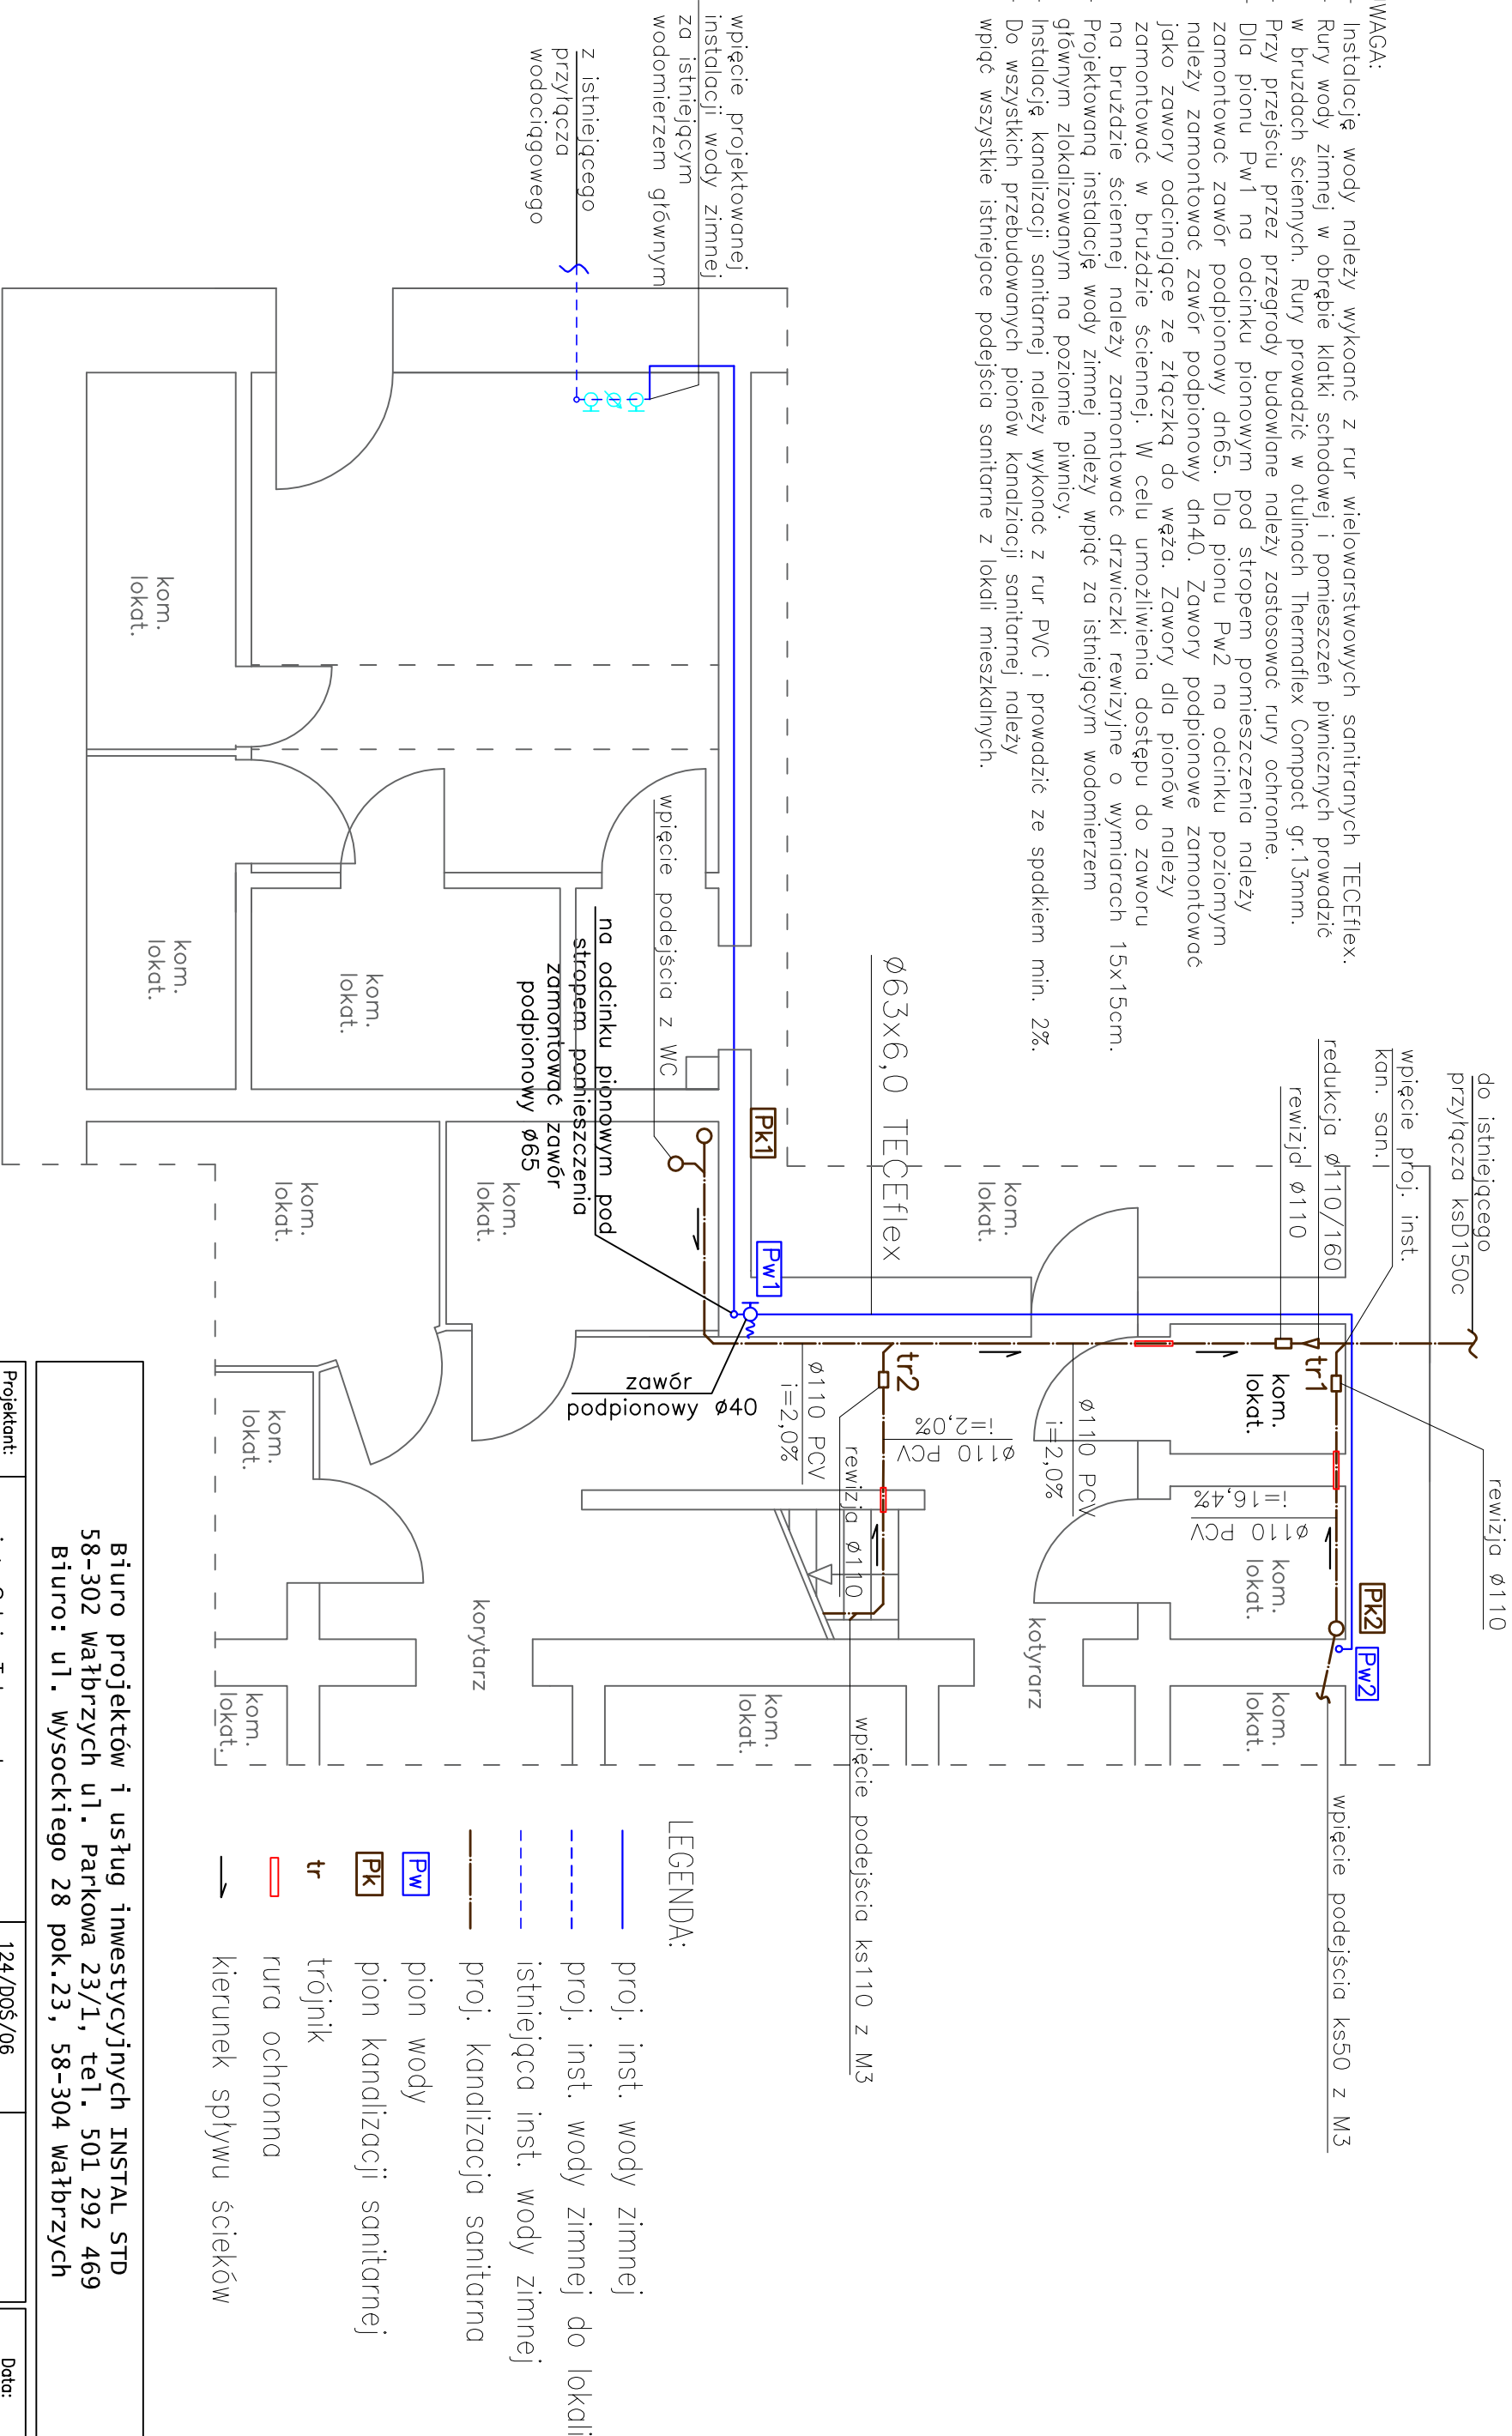 WAGA:
- Instalację wody należy wykoanć z rur wielowarstwowych sanitranych TECEflex.
- Rury wody zimnej w obrębie klatki schodowej i pomieszczeń piwnicznych prowadzić
w bruzdach ściennych. Rury prowadzić w otulinach Thermaflex Compact gr.13mm.
- Przy przejściu przez przegrody budowlane należy zastosować rury ochronne.
- Dla pionu Pw1 na odcinku pionowym pod stropem pomieszczenia należy
zamontować zawór podpionowy dn65. Dla pionu Pw2 na odcinku poziomym
należy zamontować zawór podpionowy dn40. Zawory podpionowe zamontować
jako zawory odcinające ze złączką do węża. Zawory dla pionów należy
zamontować w bruździe ściennej. W celu umożliwienia dostępu do zaworu
na bruździe ściennej należy zamontować drzwiczki rewizyjne o wymiarach 15x15cm.
- Projektowaną instalację wody zimnej należy wpiąć za istniejącym wodomierzem
głównym zlokalizowanym na poziomie piwnicy.
- Instalację kanalizacji sanitarnej należy wykonać z rur PVC i prowadzić ze spadkiem min. 2%.
- Do wszystkich przebudowanych pionów kanalziacji sanitarnej należy
wpiąć wszystkie istniejace podejścia sanitarne z lokali mieszkalnych.
wpięcie projektowanej
instalacji wody zimnej
za istniejącym
wodomierzem głównym
z istniejącego
przyłącza
wodociągowego
do istniejącego
przyłącza ksD150c
wpięcie proj. inst.
kan. san.
redukcja ø110/160
rewizja ø110
rewizja ø110
ø63x6,0 TECEflex
wpięcie podejścia z WC
na odcinku pionowym pod
stropem pomieszczenia
zamontować zawór
podpionowy ø65
zawór
podpionowy ø40
Pk1
Pw1
Pk2
Pw2
tr1
tr2
ø110 PCV
i=2,0%
ø110 PCV
i=2,0%
ø110 PCV
i=2,0%
ø110 PCV
i=16,4%
rewizja ø110
kom.
lokat.
kom.
lokat.
kom.
lokat.
kom.
lokat.
kom.
lokat.
kom.
lokat.
kom.
lokat.
kom.
lokat.
kom.
lokat.
kom.
lokat.
kom.
lokat.
kom.
lokat.
korytarz
kotyrarz
wpięcie podejścia ks110 z M3
wpięcie podejścia ks50 z M3
LEGENDA:
proj. inst. wody zimnej
proj. inst. wody zimnej do lokali
istniejąca inst. wody zimnej
proj. kanalizacja sanitarna
Pw pion wody
Pk pion kanalizacji sanitarnej
tr trójnik
rura ochronna
kierunek spływu ścieków
Biuro projektów i usług inwestycyjnych INSTAL STD
58-302 Wałbrzych ul. Parkowa 23/1, tel. 501 292 469
Biuro: ul. Wysockiego 28 pok.23, 58-304 Wałbrzych
Projektant:
124/DOŚ/06
Data: